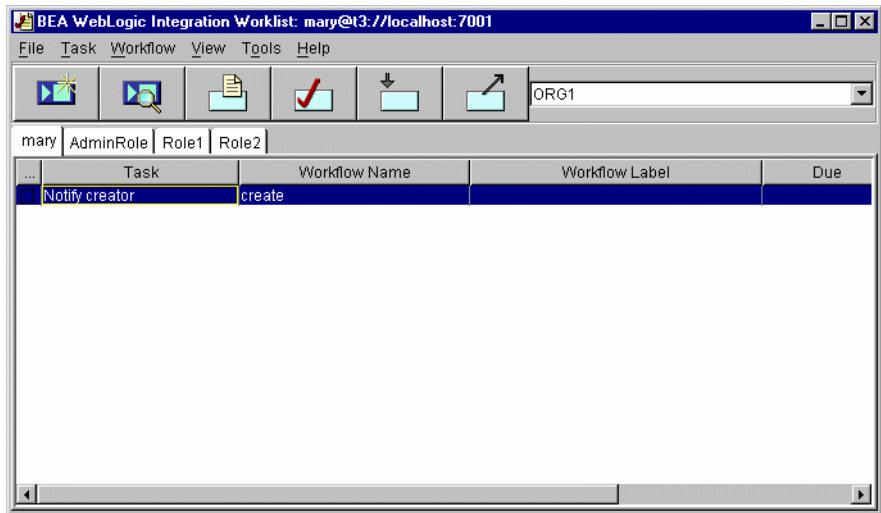 BEA WebLogic Integration Worklist: mary@t3://localhost:7001
File Task Workflow View Tools Help
ORG1
mary AdminRole Role1 Role2
... Task Workflow Name Workflow Label Due
Notify creator create